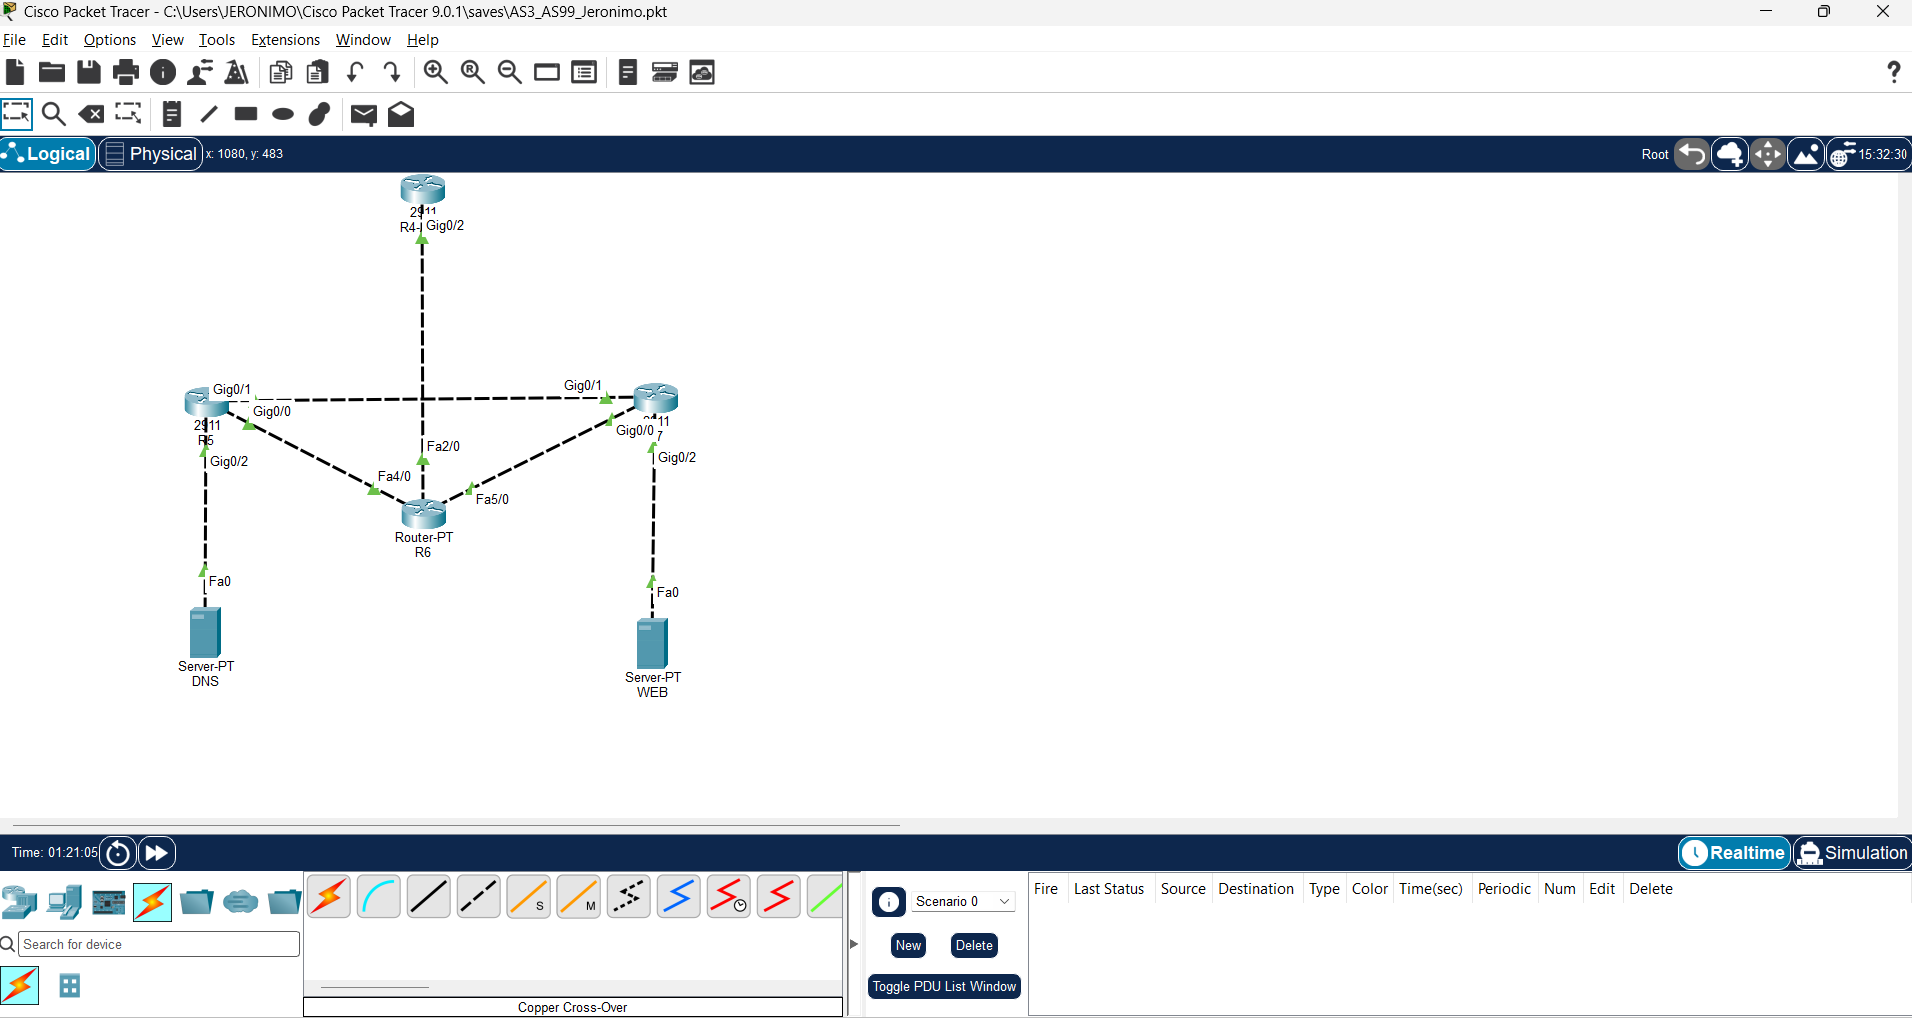 Cisco Packet Tracer - C:\Users\JERONIMO\Cisco Packet Tracer 9.0.1\saves\AS3_AS99_Jeronimo.pkt
File Edit Options View Tools Extensions Window Help
?
Logical Physical x: 1080, y: 483 Root 15:32:30
2911
R4- Gig0/2
Gig0/1
Gig0/1
Gig0/0
2911
R5
11
Gig0/0 7
Fa2/0
Gig0/2
Gig0/2
Fa4/0
Fa5/0
Router-PT
R6
Fa0
Fa0
Server-PT
DNS
Server-PT
WEB
Time: 01:21:05
Realtime Simulation
S
M
Fire Last Status Source Destination Type Color Time(sec) Periodic Num Edit Delete
Scenario 0
Search for device
New Delete
Toggle PDU List Window
Copper Cross-Over